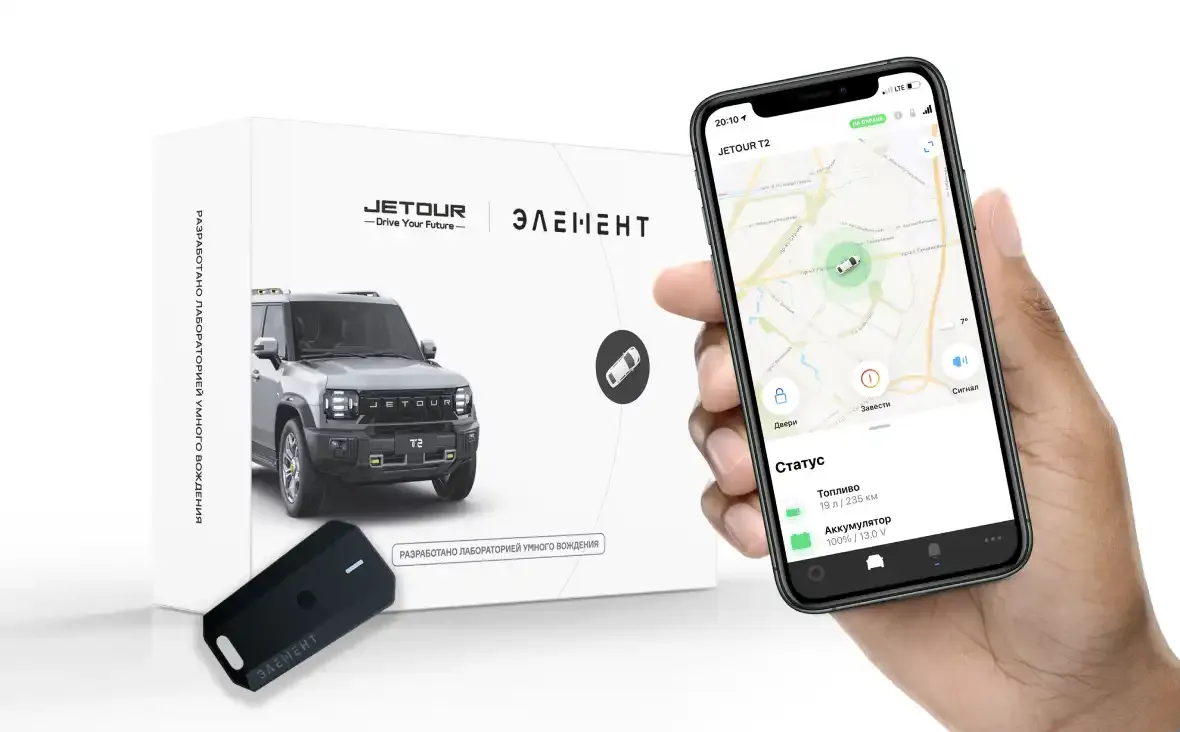 РАЗРАБОТАНО ЛАБОРАТОРИЕЙ УМНОГО ВОЖДЕНИЯ
JETOUR
Drive Your Future
ЭЛЕМЕНТ
JETOUR
T2
РАЗРАБОТАНО ЛАБОРАТОРИЕЙ УМНОГО ВОЖДЕНИЯ
ЭЛЕМЕНТ
20:10
LTE
НА ОХРАНЕ
JETOUR T2
7°
Двери
Завести
Сигнал
Статус
Топливо
19 л / 235 км
Аккумулятор
100% / 13.0 V